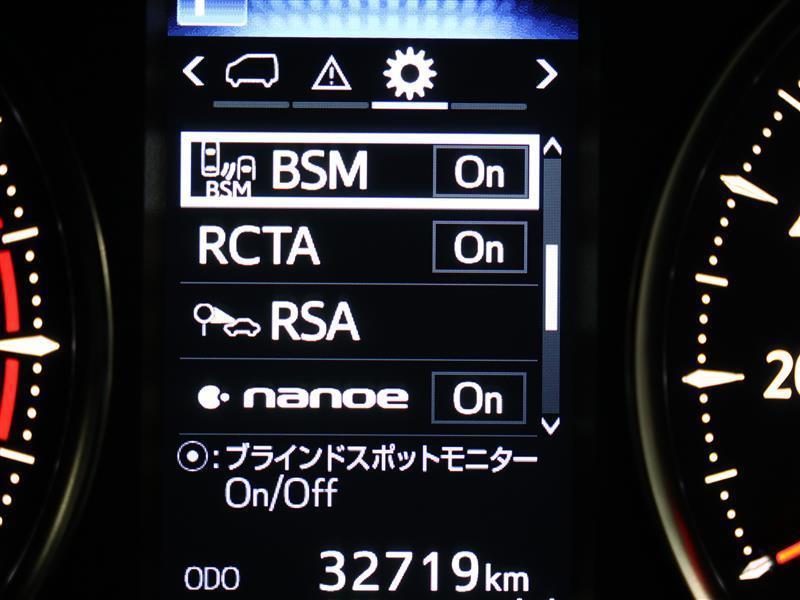 BSM BSM On
RCTA On
RSA
nanoe On
: ブラインドスポットモニター
On/Off
ODO 32719km